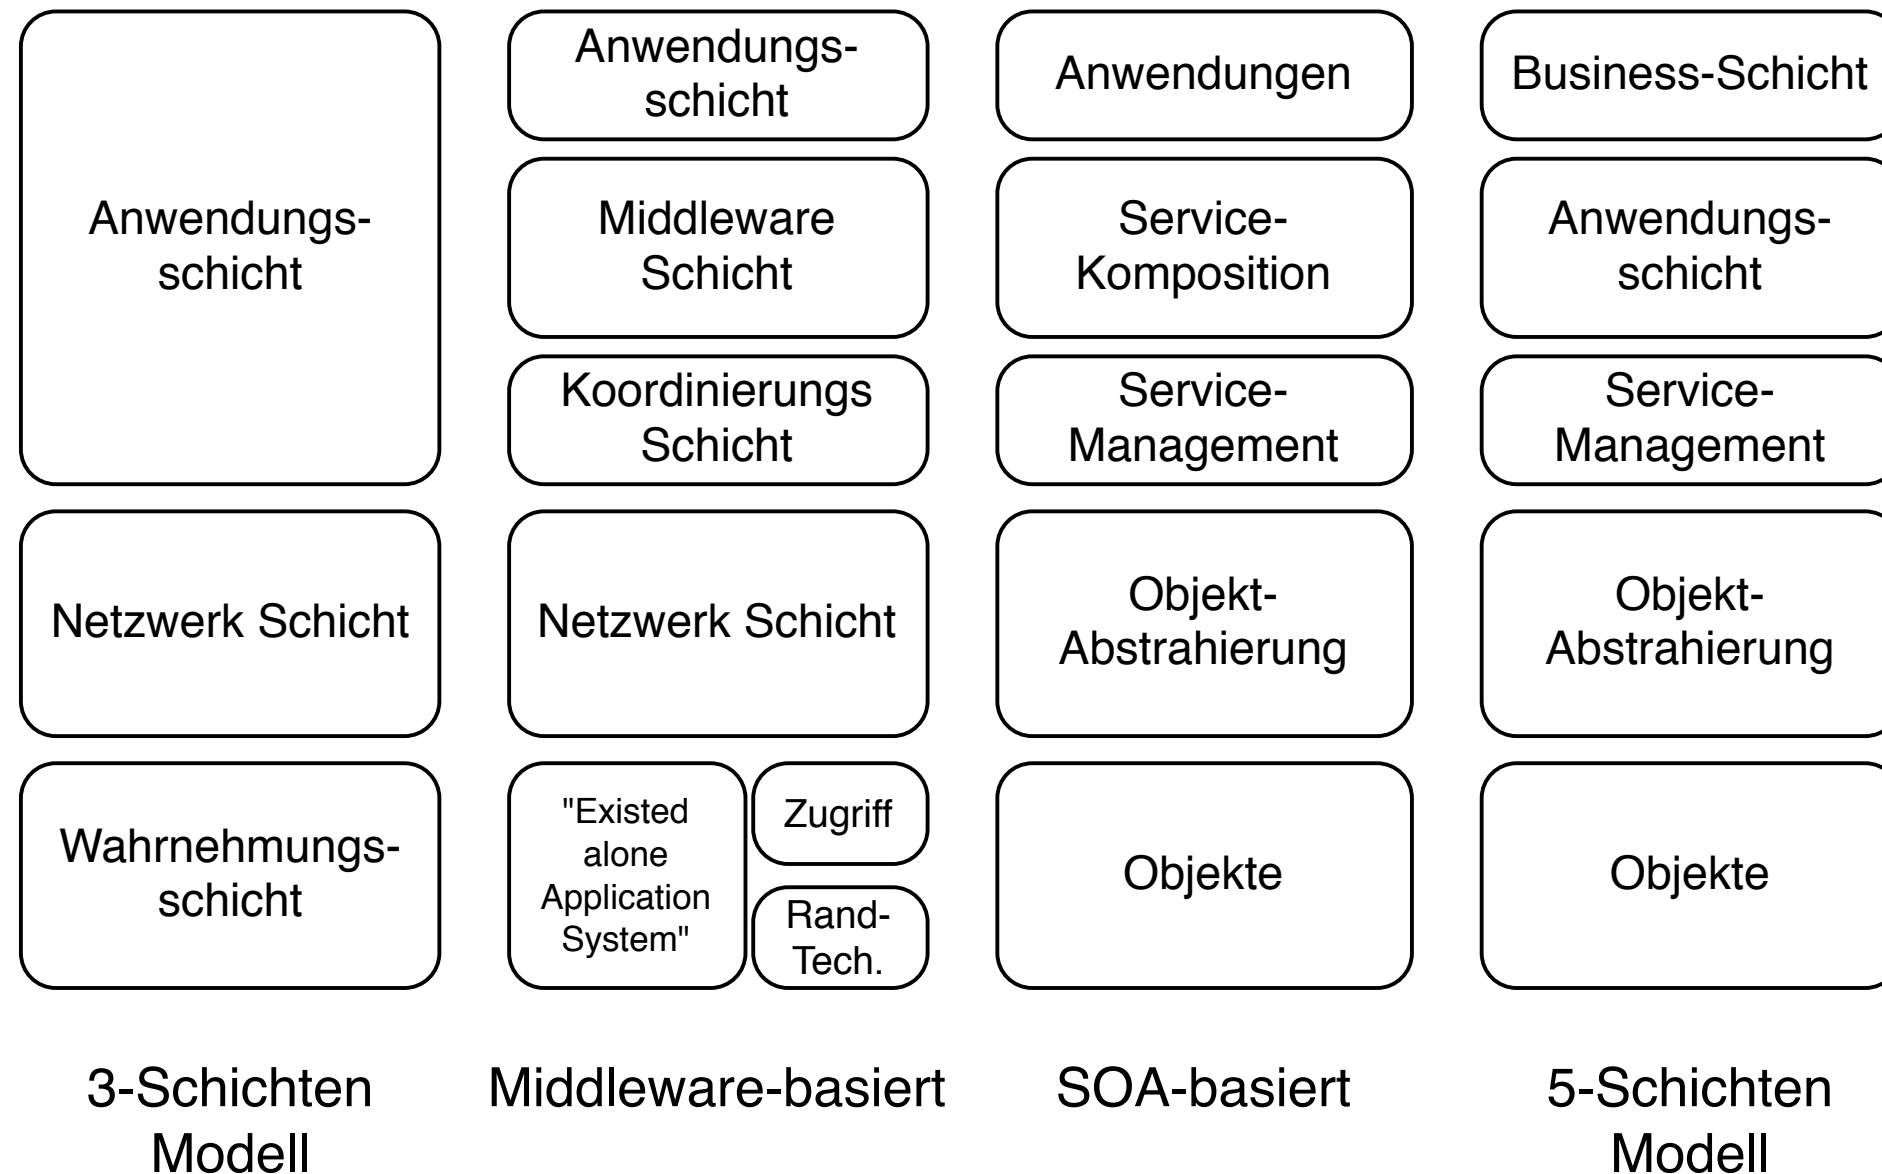 Anwendungs-
schicht
Netzwerk Schicht
Wahrnehmungs-
schicht
3-Schichten
Modell
Anwendungs-
schicht
Middleware
Schicht
Koordinierungs
Schicht
Netzwerk Schicht
"Existed
alone
Application
System"
Zugriff
Rand-
Tech.
Middleware-basiert
Anwendungen
Service-
Komposition
Service-
Management
Objekt-
Abstrahierung
Objekte
SOA-basiert
Business-Schicht
Anwendungs-
schicht
Service-
Management
Objekt-
Abstrahierung
Objekte
5-Schichten
Modell